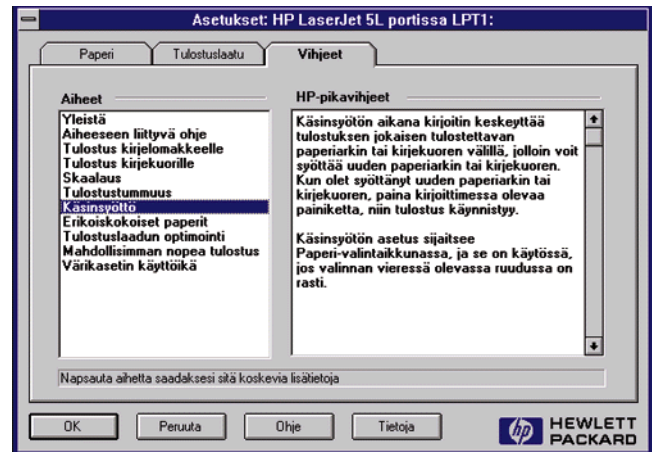 Asetukset: HP LaserJet 5L portissa LPT1:
Paperi
Tulostuslaatu
Vihjeet
Aiheet
Yleistä
Aiheeseen liittyvä ohje
Tulostus kirjelomakkeelle
Tulostus kirjekuorille
Skaalaus
Tulostustummuus
Käsinsyöttö
Erikoiskokoiset paperit
Tulostuslaadun optimointi
Mahdollisimman nopea tulostus
Värikasetin käyttöikä
HP-pikavihjeet
Käsinsyötön aikana kirjoitin keskeyttää
tulostuksen jokaisen tulostettavan
paperiarkin tai kirjekuoren välillä, jolloin voit
syöttää uuden paperiarkin tai kirjekuoren.
Kun olet syöttänyt uuden paperiarkin tai
kirjekuoren, paina kirjoittimessa olevaa
painiketta, niin tulostus käynnistyy.
Käsinsyötön asetus sijaitsee
Paperi-valintaikkunassa, ja se on käytössä,
jos valinnan vieressä olevassa ruudussa on
rasti.
Napsauta aihetta saadaksesi sitä koskevia lisätietoja
OK
Peruuta
Ohje
Tietoja
hp
HEWLETT
PACKARD